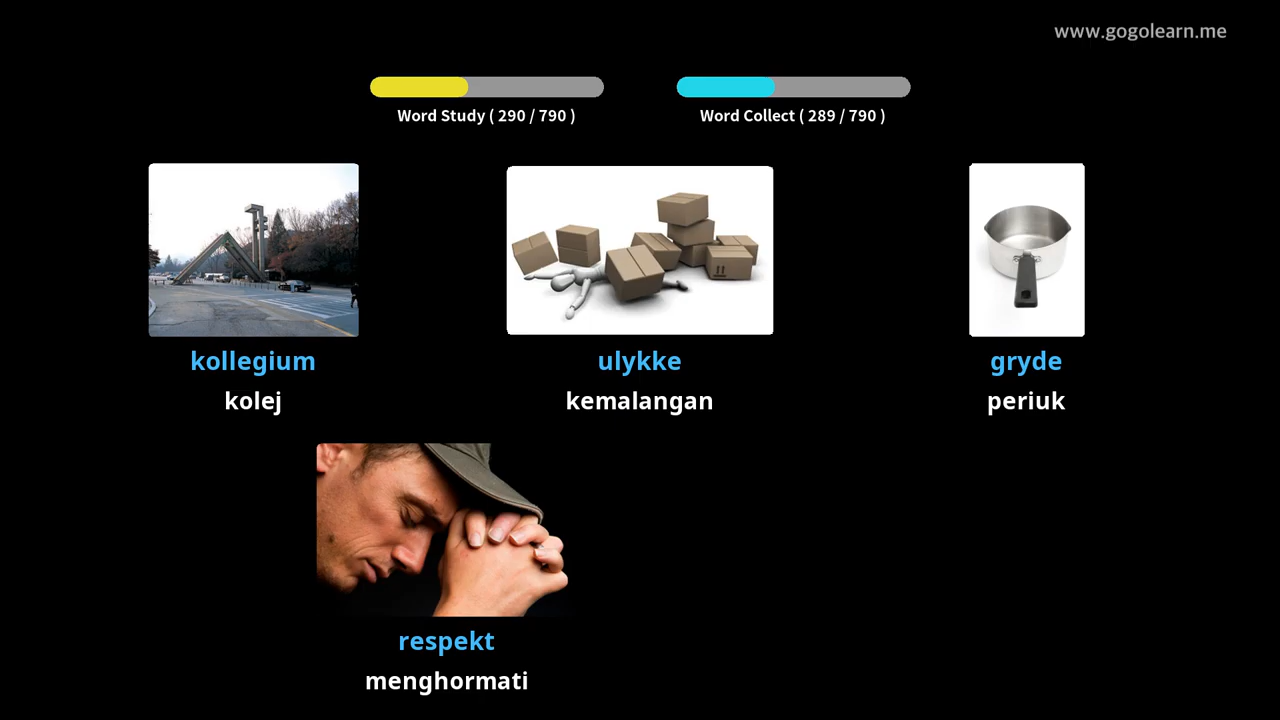 www.gogolearn.me
Word Study ( 290 / 790 )
Word Collect ( 289 / 790 )
kollegium
kolej
ulykke
kemalangan
gryde
periuk
respekt
menghormati